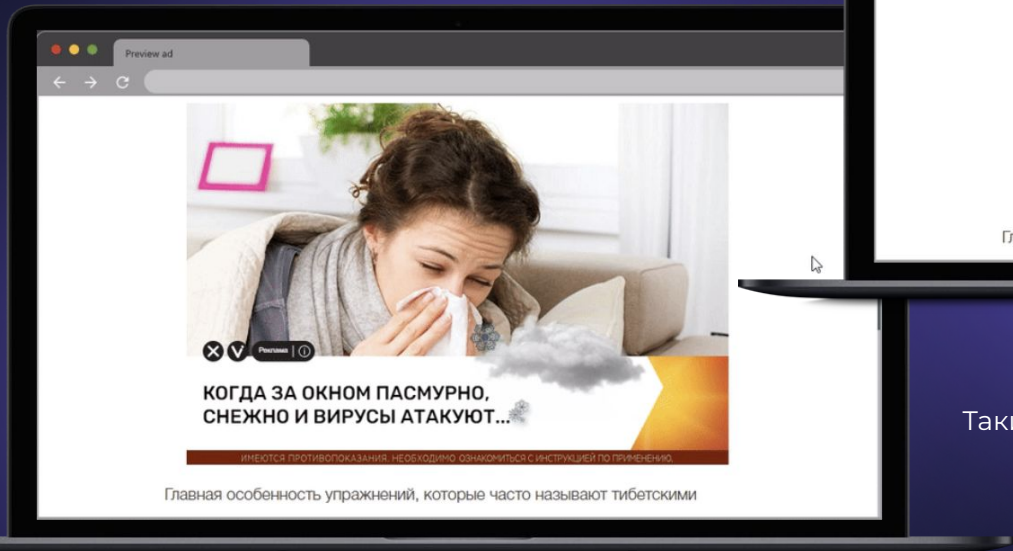 Preview ad
Реклама
КОГДА ЗА ОКНОМ ПАСМУРНО,
СНЕЖНО И ВИРУСЫ АТАКУЮТ...
ИМЕЮТСЯ ПРОТИВОПОКАЗАНИЯ. НЕОБХОДИМО ОЗНАКОМИТЬСЯ С ИНСТРУКЦИЕЙ ПО ПРИМЕНЕНИЮ.
Главная особенность упражнений, которые часто называют тибетскими